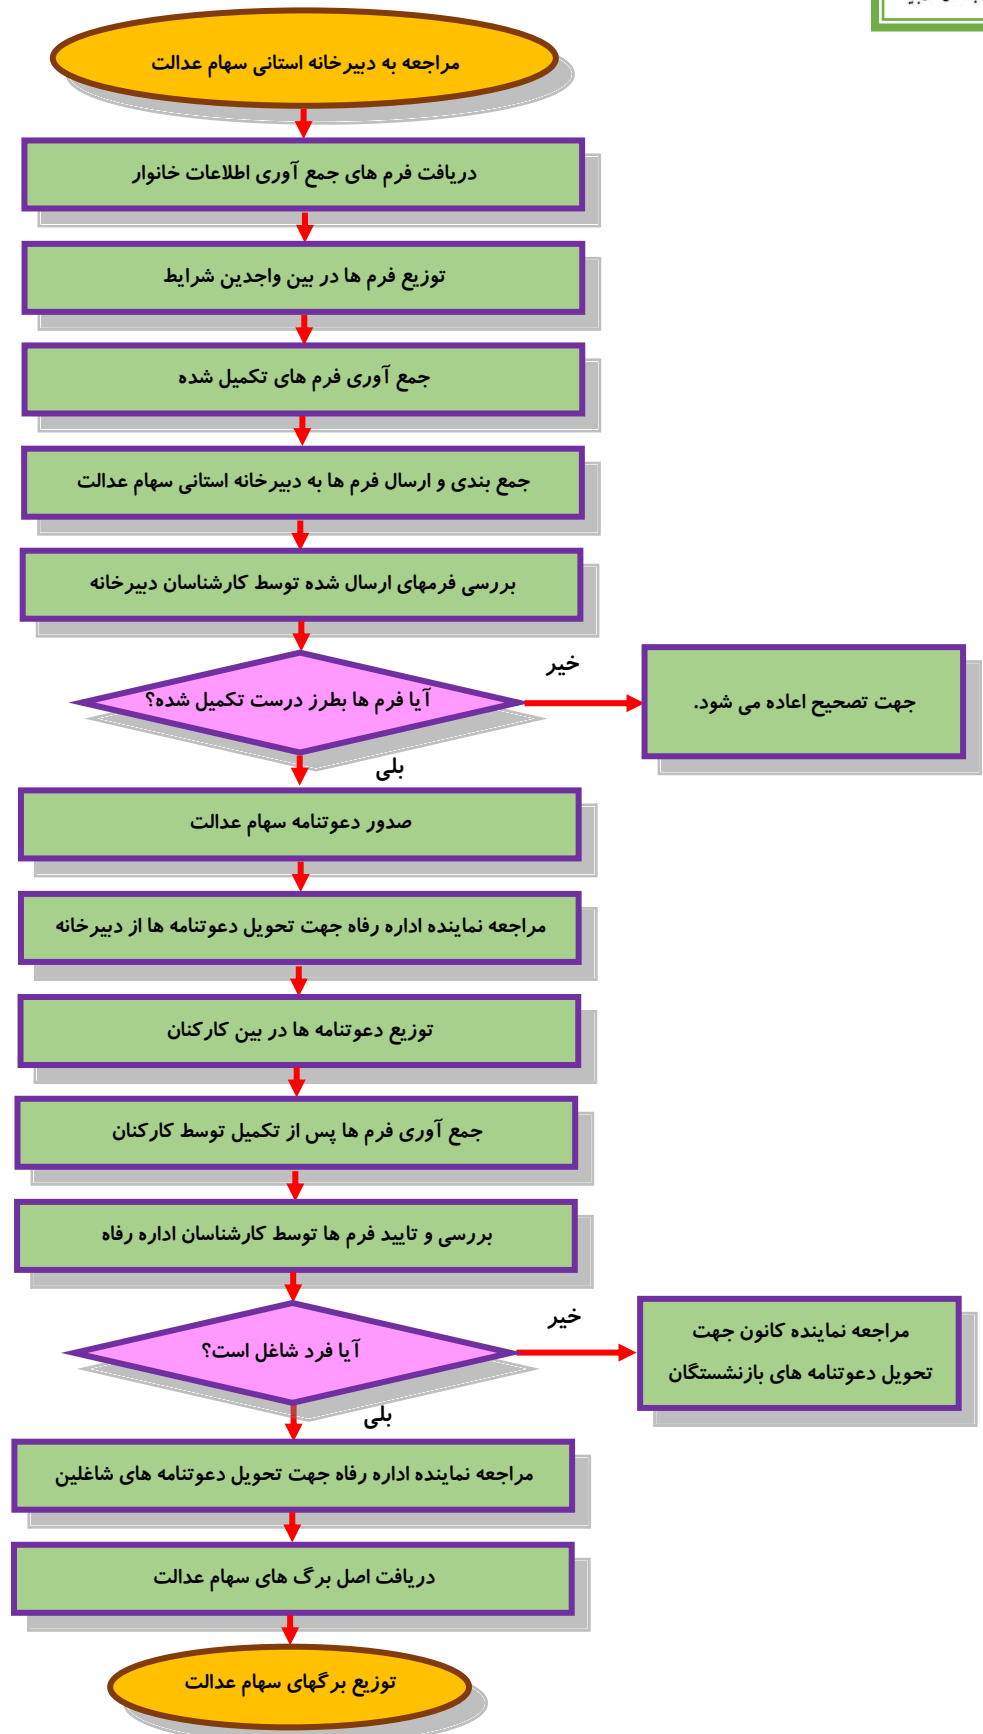 مراجعه به دبیرخانه استانی سهام عدالت
دریافت فرم های جمع آوری اطلاعات خانوار
توزیع فرم ها در بین واجدین شرایط
جمع آوری فرم های تکمیل شده
جمع بندی و ارسال فرم ها به دبیرخانه استانی سهام عدالت
بررسی فرمهای ارسال شده توسط کارشناسان دبیرخانه
خیر
آیا فرم ها بطرز درست تکمیل شده؟
جهت تصحیح اعاده می شود.
بلی
صدور دعوتنامه سهام عدالت
مراجعه نماینده اداره رفاه جهت تحویل دعوتنامه ها از دبیرخانه
توزیع دعوتنامه ها در بین کارکنان
جمع آوری فرم ها پس از تکمیل توسط کارکنان
بررسی و تایید فرم ها توسط کارشناسان اداره رفاه
خیر
آیا فرد شاغل است؟
مراجعه نماینده کانون جهت
تحویل دعوتنامه های بازنشستگان
بلی
مراجعه نماینده اداره رفاه جهت تحویل دعوتنامه های شاغلین
دریافت اصل برگ های سهام عدالت
توزیع برگهای سهام عدالت